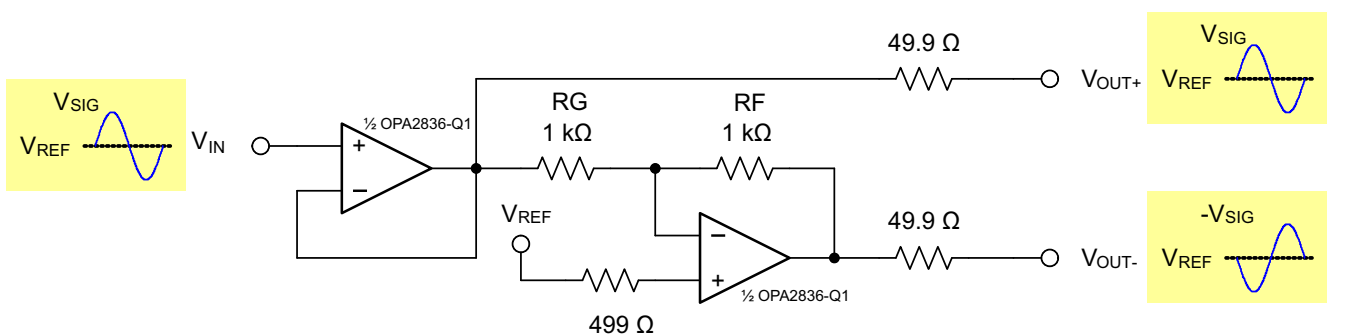 VSIG
VREF
VIN
+
−
½ OPA2836-Q1
RG
1 kΩ
RF
1 kΩ
VREF
499 Ω
−
+
½ OPA2836-Q1
49.9 Ω
VOUT+
VSIG
VREF
49.9 Ω
VOUT-
-VSIG
VREF